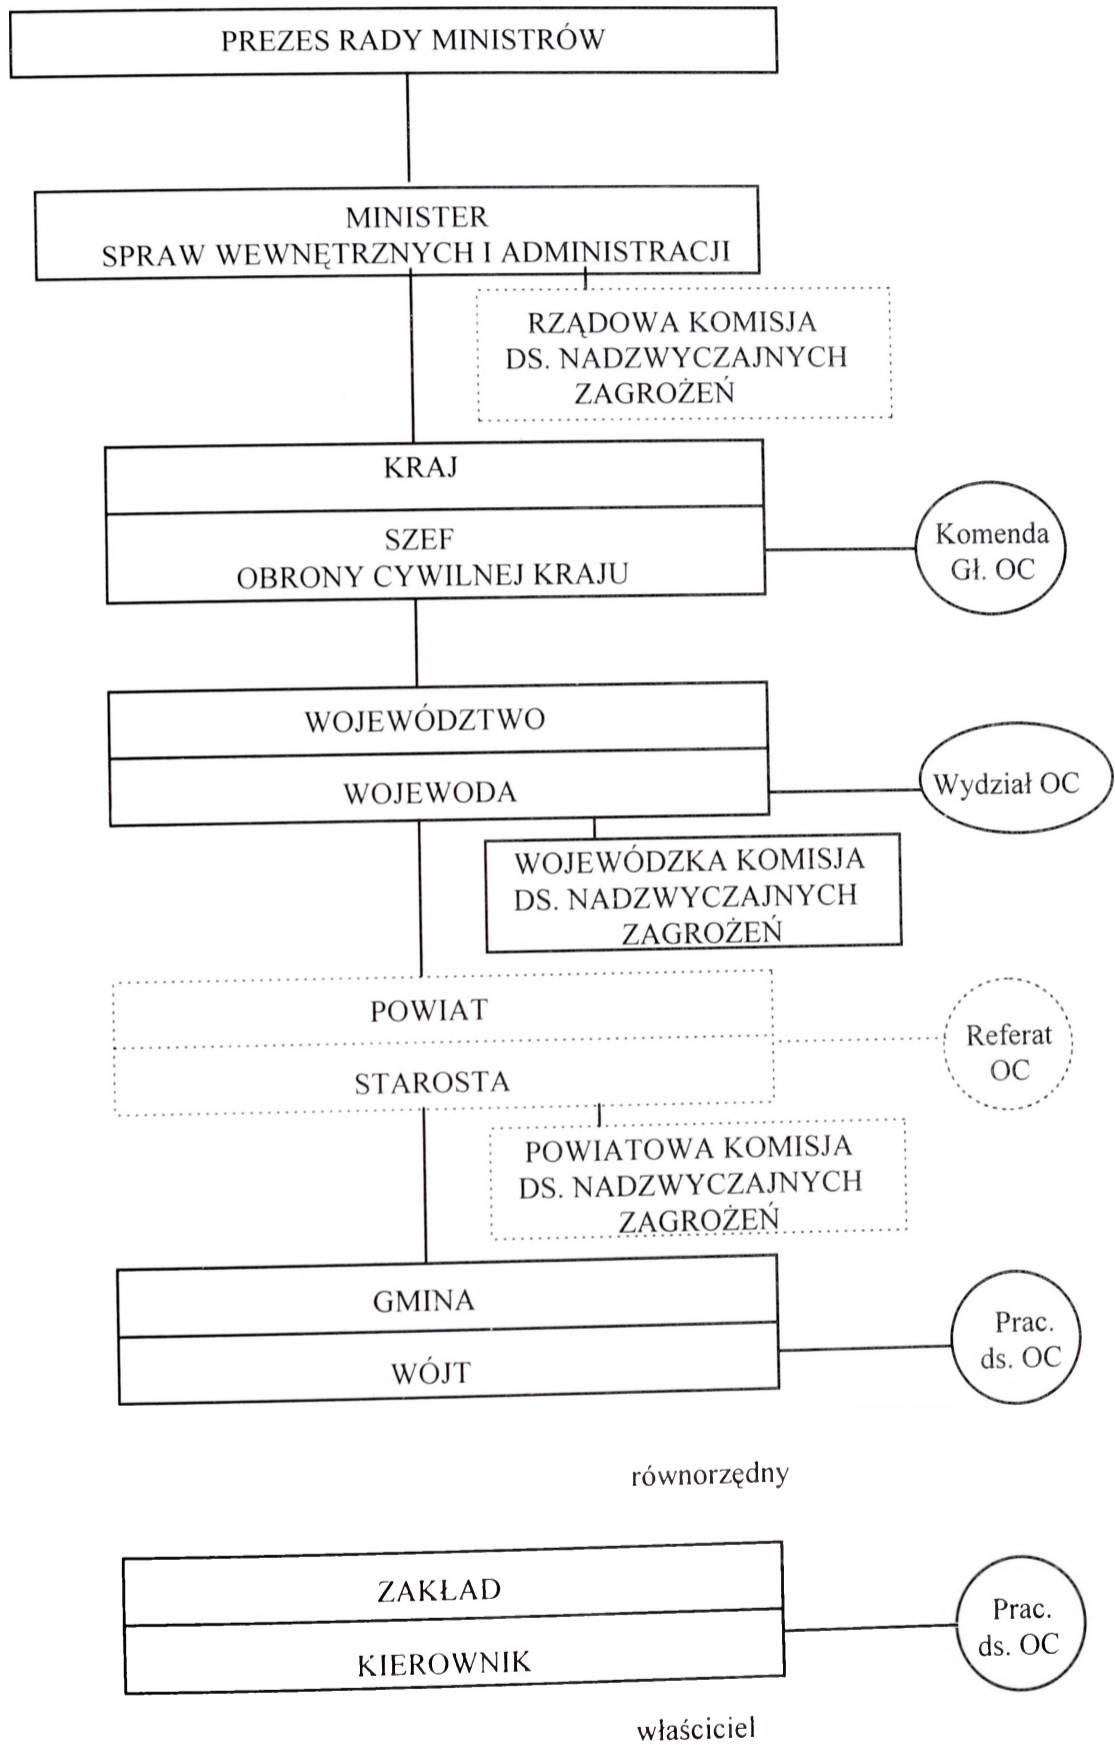 PREZES RADY MINISTRÓW
MINISTER
SPRAW WEWNĘTRZNYCH I ADMINISTRACJI
RZĄDOWA KOMISJA
DS. NADZWYCZAJNYCH
ZAGROŻEŃ
KRAJ
SZEF
OBRONY CYWILNEJ KRAJU
Komenda
Gł. OC
WOJEWÓDZTWO
WOJEWODA
Wydział OC
WOJEWÓDZKA KOMISJA
DS. NADZWYCZAJNYCH
ZAGROŻEŃ
POWIAT
STAROSTA
Referat
OC
POWIATOWA KOMISJA
DS. NADZWYCZAJNYCH
ZAGROŻEŃ
GMINA
WÓJT
Prac.
ds. OC
równorzędny
ZAKŁAD
KIEROWNIK
Prac.
ds. OC
właściciel